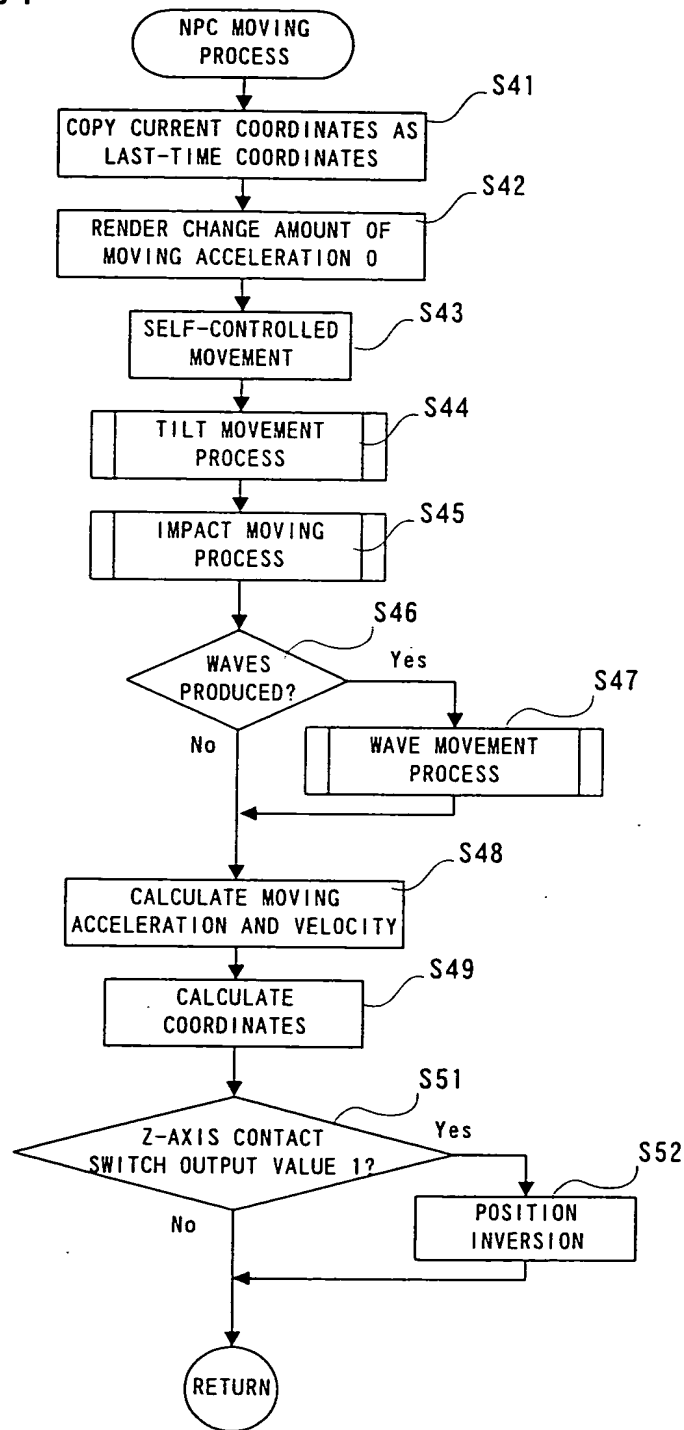 NPC MOVING
PROCESS
S41
COPY CURRENT COORDINATES AS
LAST-TIME COORDINATES
S42
RENDER CHANGE AMOUNT OF
MOVING ACCELERATION 0
S43
SELF-CONTROLLED
MOVEMENT
S44
TILT MOVEMENT
PROCESS
S45
IMPACT MOVING
PROCESS
S46
WAVES
PRODUCED?
Yes
No
S47
WAVE MOVEMENT
PROCESS
S48
CALCULATE MOVING
ACCELERATION AND VELOCITY
S49
CALCULATE
COORDINATES
S51
Z-AXIS CONTACT
SWITCH OUTPUT VALUE 1?
Yes
No
S52
POSITION
INVERSION
RETURN